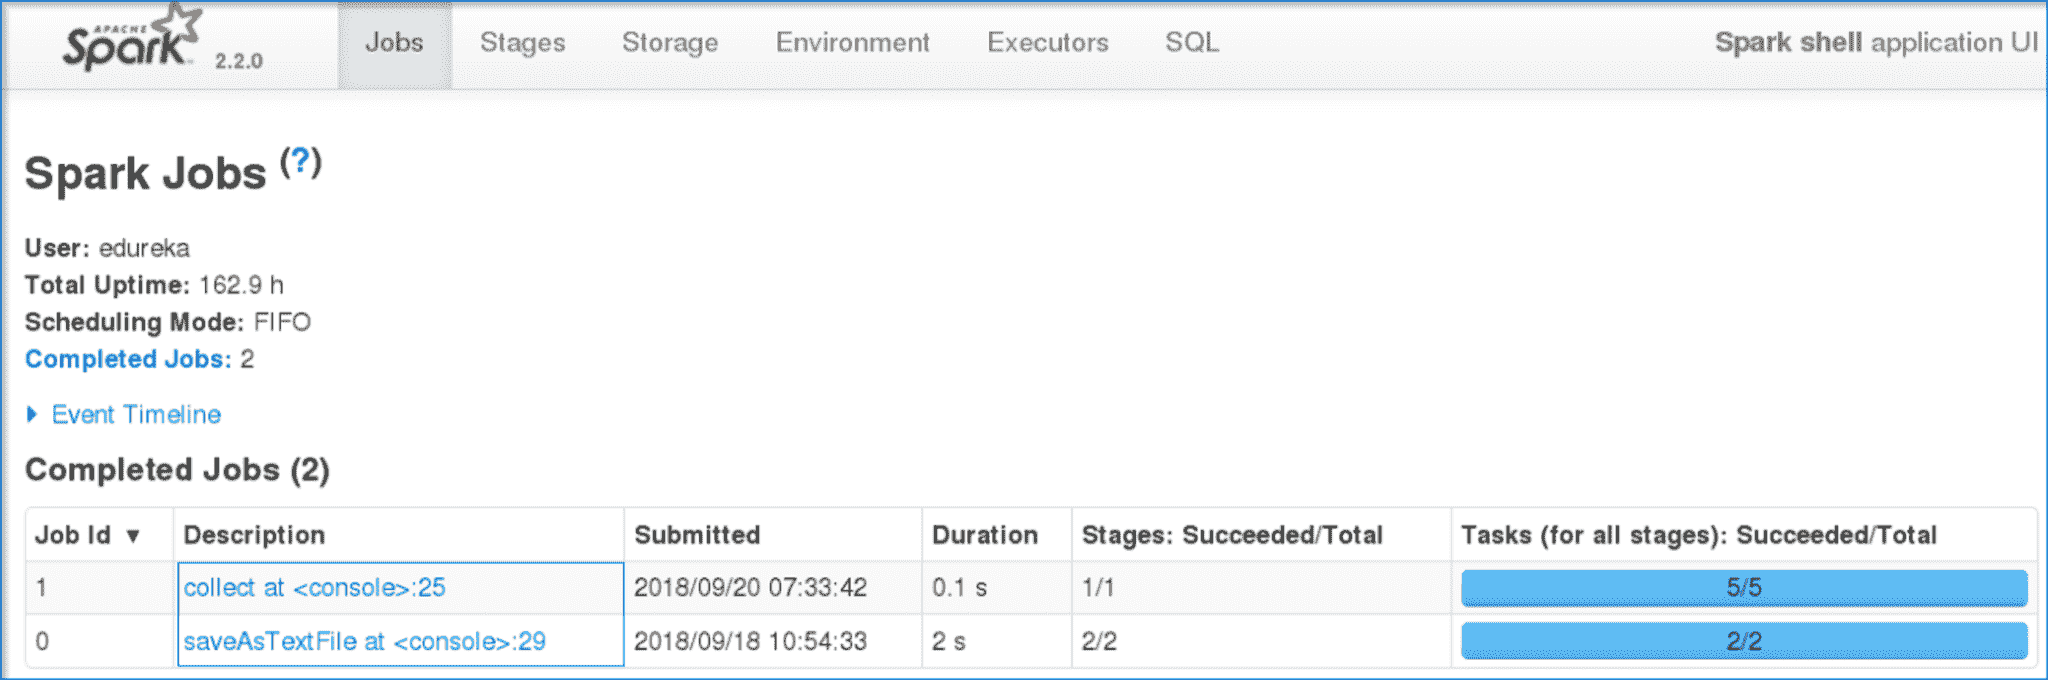 APACHE Spark 2.2.0 Jobs Stages Storage Environment Executors SQL Spark shell application UI
Spark Jobs (?)
User: edureka
Total Uptime: 162.9 h
Scheduling Mode: FIFO
Completed Jobs: 2
Event Timeline
Completed Jobs (2)
Job Id ▼ Description Submitted Duration Stages: Succeeded/Total Tasks (for all stages): Succeeded/Total
1 collect at <console>:25 2018/09/20 07:33:42 0.1 s 1/1 5/5
0 saveAsTextFile at <console>:29 2018/09/18 10:54:33 2 s 2/2 2/2